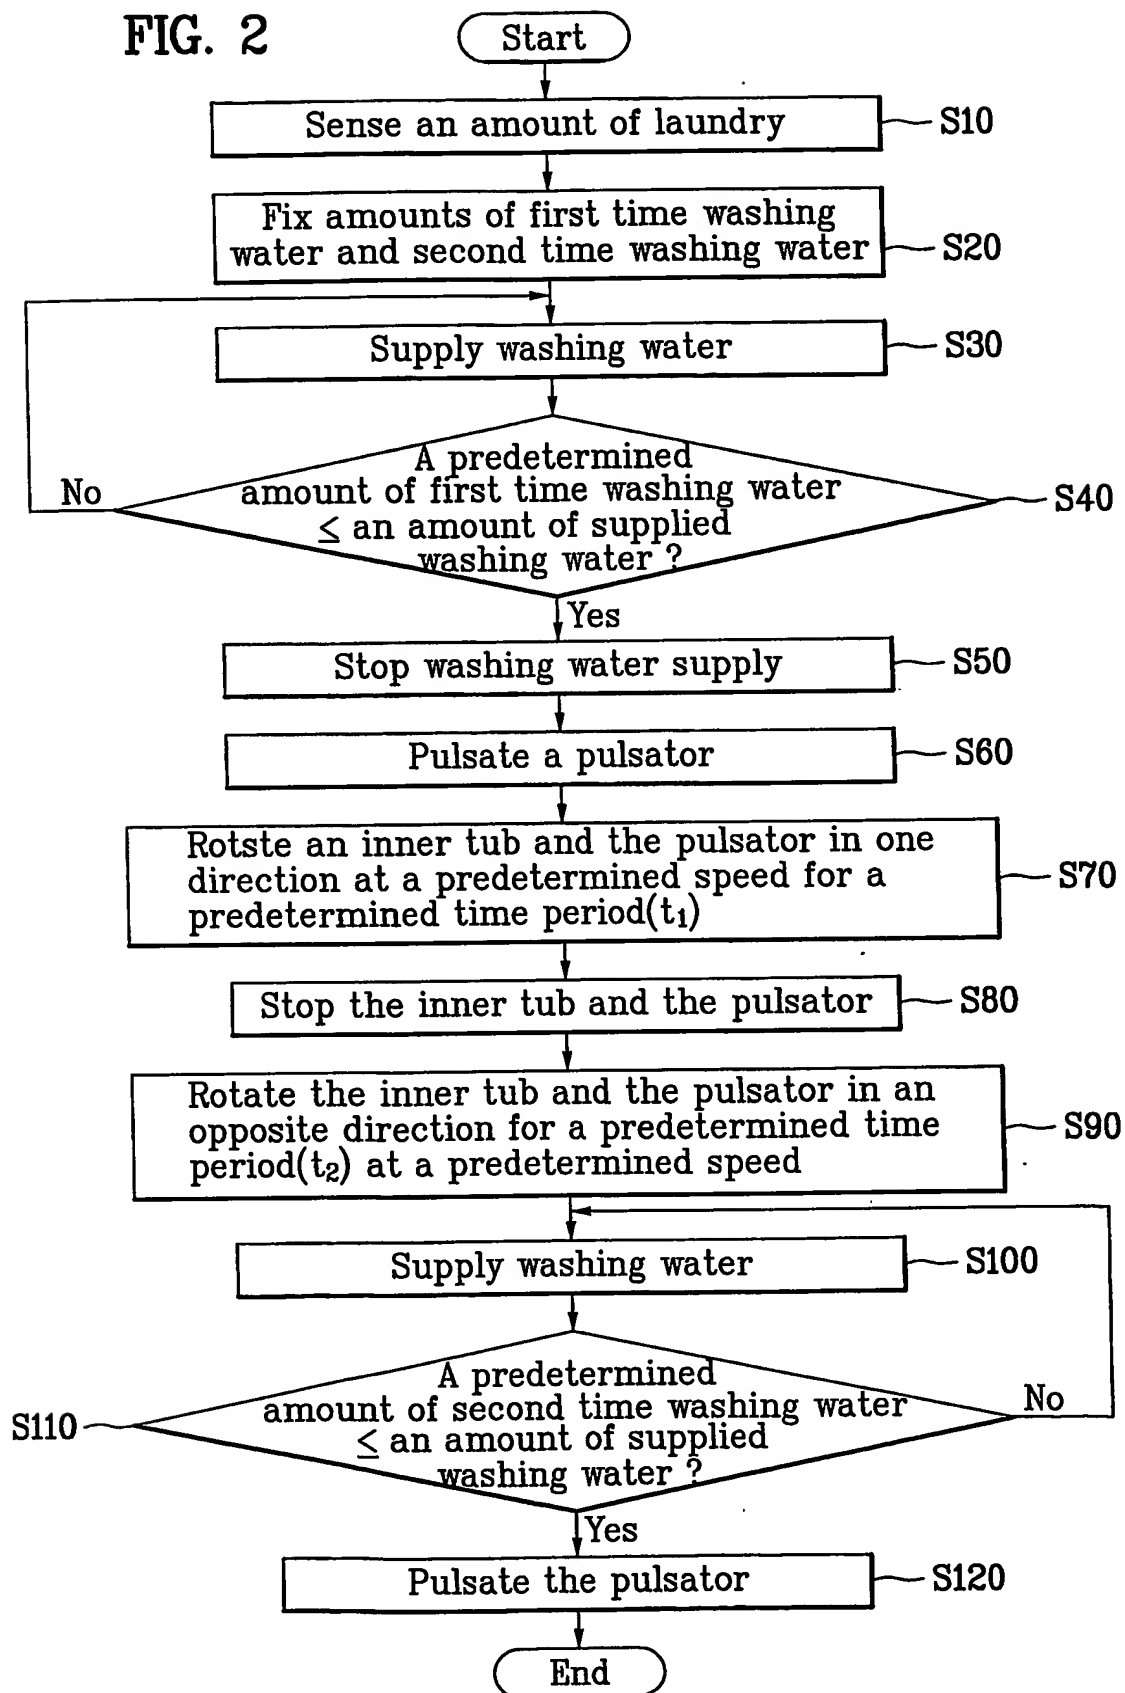 FIG. 2
Start
Sense an amount of laundry
S10
Fix amounts of first time washing
water and second time washing water
S20
Supply washing water
S30
A predetermined
amount of first time washing water
≤ an amount of supplied
washing water ?
No
S40
Yes
Stop washing water supply
S50
Pulsate a pulsator
S60
Rotste an inner tub and the pulsator in one
direction at a predetermined speed for a
predetermined time period(t₁)
S70
Stop the inner tub and the pulsator
S80
Rotate the inner tub and the pulsator in an
opposite direction for a predetermined time
period(t₂) at a predetermined speed
S90
Supply washing water
S100
A predetermined
amount of second time washing water
≤ an amount of supplied
washing water ?
No
S110
Yes
Pulsate the pulsator
S120
End